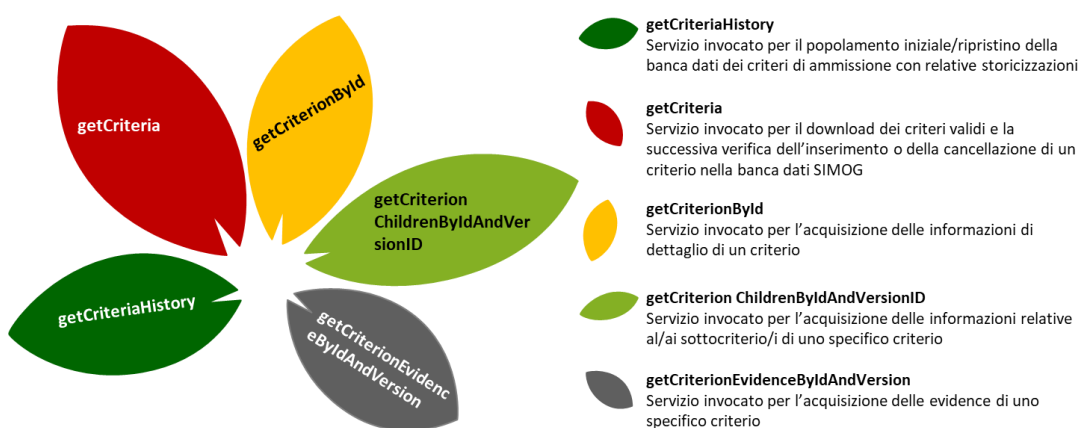 getCriteria
getCriterionById
getCriterion
ChildrenByIdAndVer
sionID
getCriteriaHistory
getCriterionEvidenc
eByIdAndVersion
getCriteriaHistory
Servizio invocato per il popolamento iniziale/ripristino della
banca dati dei criteri di ammissione con relative storicizzazioni
getCriteria
Servizio invocato per il download dei criteri validi e la
successiva verifica dell’inserimento o della cancellazione di un
criterio nella banca dati SIMOG
getCriterionById
Servizio invocato per l’acquisizione delle informazioni di
dettaglio di un criterio
getCriterion ChildrenByIdAndVersionID
Servizio invocato per l’acquisizione delle informazioni relative
al/ai sottocriterio/i di uno specifico criterio
getCriterionEvidenceByIdAndVersion
Servizio invocato per l’acquisizione delle evidence di uno
specifico criterio